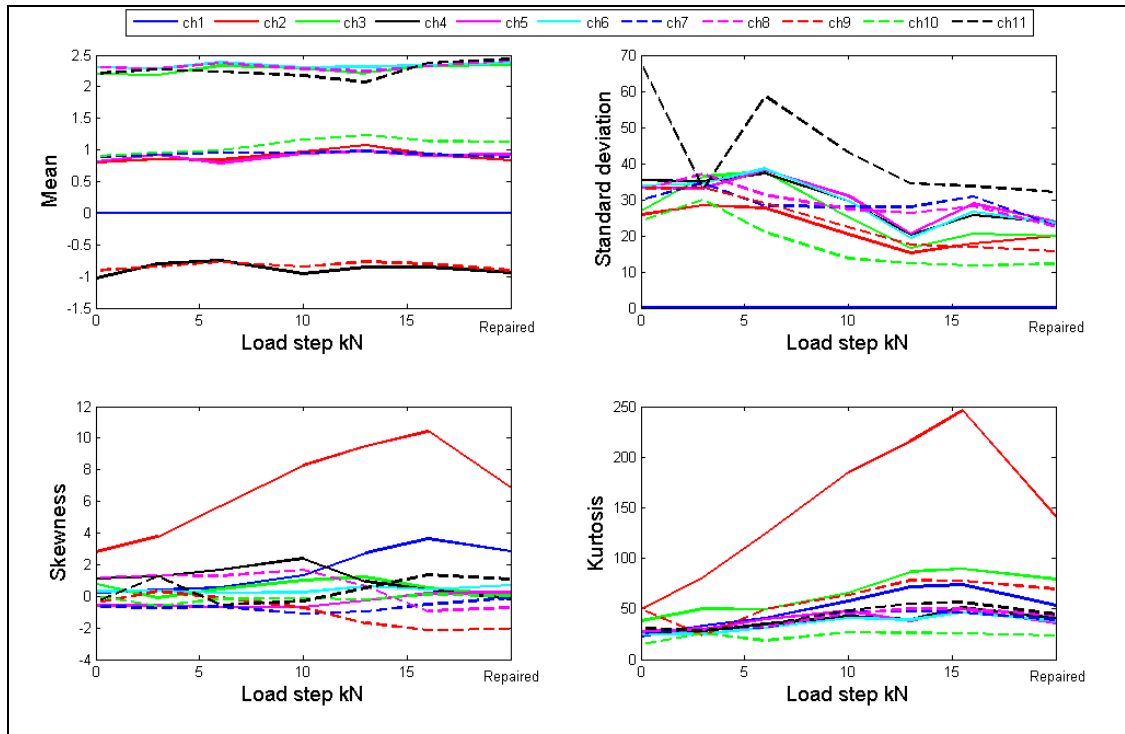 ch1 ch2 ch3 ch4 ch5 ch6 ch7 ch8 ch9 ch10 ch11
2.5
2
1.5
1
0.5
0
-0.5
-1
-1.5
Mean
0 5 10 15 Repaired
Load step kN
70
60
50
40
30
20
10
0
Standard deviation
0 5 10 15 Repaired
Load step kN
12
10
8
6
4
2
0
-2
-4
Skewness
0 5 10 15 Repaired
Load step kN
250
200
150
100
50
0
Kurtosis
0 5 10 15 Repaired
Load step kN